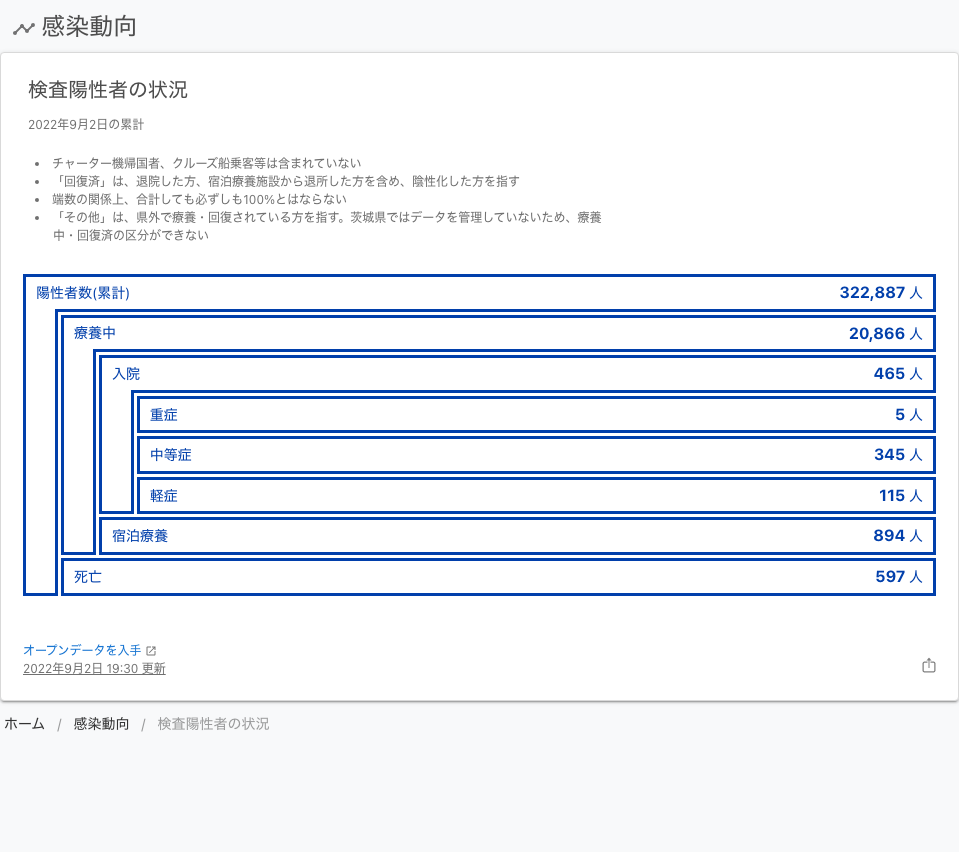 感染動向
検査陽性者の状況
2022年9月2日の累計
チャーター機帰国者、クルーズ船乗客等は含まれていない
「回復済」は、退院した方、宿泊療養施設から退所した方を含め、陰性化した方を指す
端数の関係上、合計しても必ずしも100%とはならない
「その他」は、県外で療養・回復されている方を指す。茨城県ではデータを管理していないため、療養
中・回復済の区分ができない
陽性者数(累計) 322,887 人
療養中 20,866 人
入院 465 人
重症 5 人
中等症 345 人
軽症 115 人
宿泊療養 894 人
死亡 597 人
オープンデータを入手
2022年9月2日 19:30 更新
ホーム / 感染動向 / 検査陽性者の状況